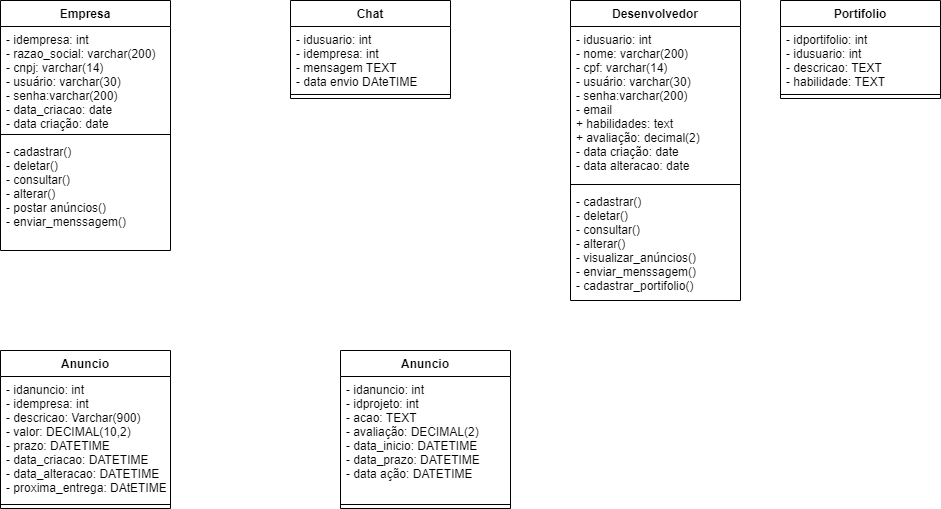 Empresa
- idempresa: int
- razao_social: varchar(200)
- cnpj: varchar(14)
- usuário: varchar(30)
- senha:varchar(200)
- data_criacao: date
- data criação: date
- cadastrar()
- deletar()
- consultar()
- alterar()
- postar anúncios()
- enviar_menssagem()
Chat
- idusuario: int
- idempresa: int
- mensagem TEXT
- data envio DAteTIME
Desenvolvedor
- idusuario: int
- nome: varchar(200)
- cpf: varchar(14)
- usuário: varchar(30)
- senha:varchar(200)
- email
+ habilidades: text
+ avaliação: decimal(2)
- data criação: date
- data alteracao: date
- cadastrar()
- deletar()
- consultar()
- alterar()
- visualizar_anúncios()
- enviar_menssagem()
- cadastrar_portifolio()
Portifolio
- idportifolio: int
- idusuario: int
- descricao: TEXT
- habilidade: TEXT
Anuncio
- idanuncio: int
- idempresa: int
- descricao: Varchar(900)
- valor: DECIMAL(10,2)
- prazo: DATETIME
- data_criacao: DATETIME
- data_alteracao: DATETIME
- proxima_entrega: DAtETIME
Anuncio
- idanuncio: int
- idprojeto: int
- acao: TEXT
- avaliação: DECIMAL(2)
- data_inicio: DATETIME
- data_prazo: DATETIME
- data ação: DATETIME